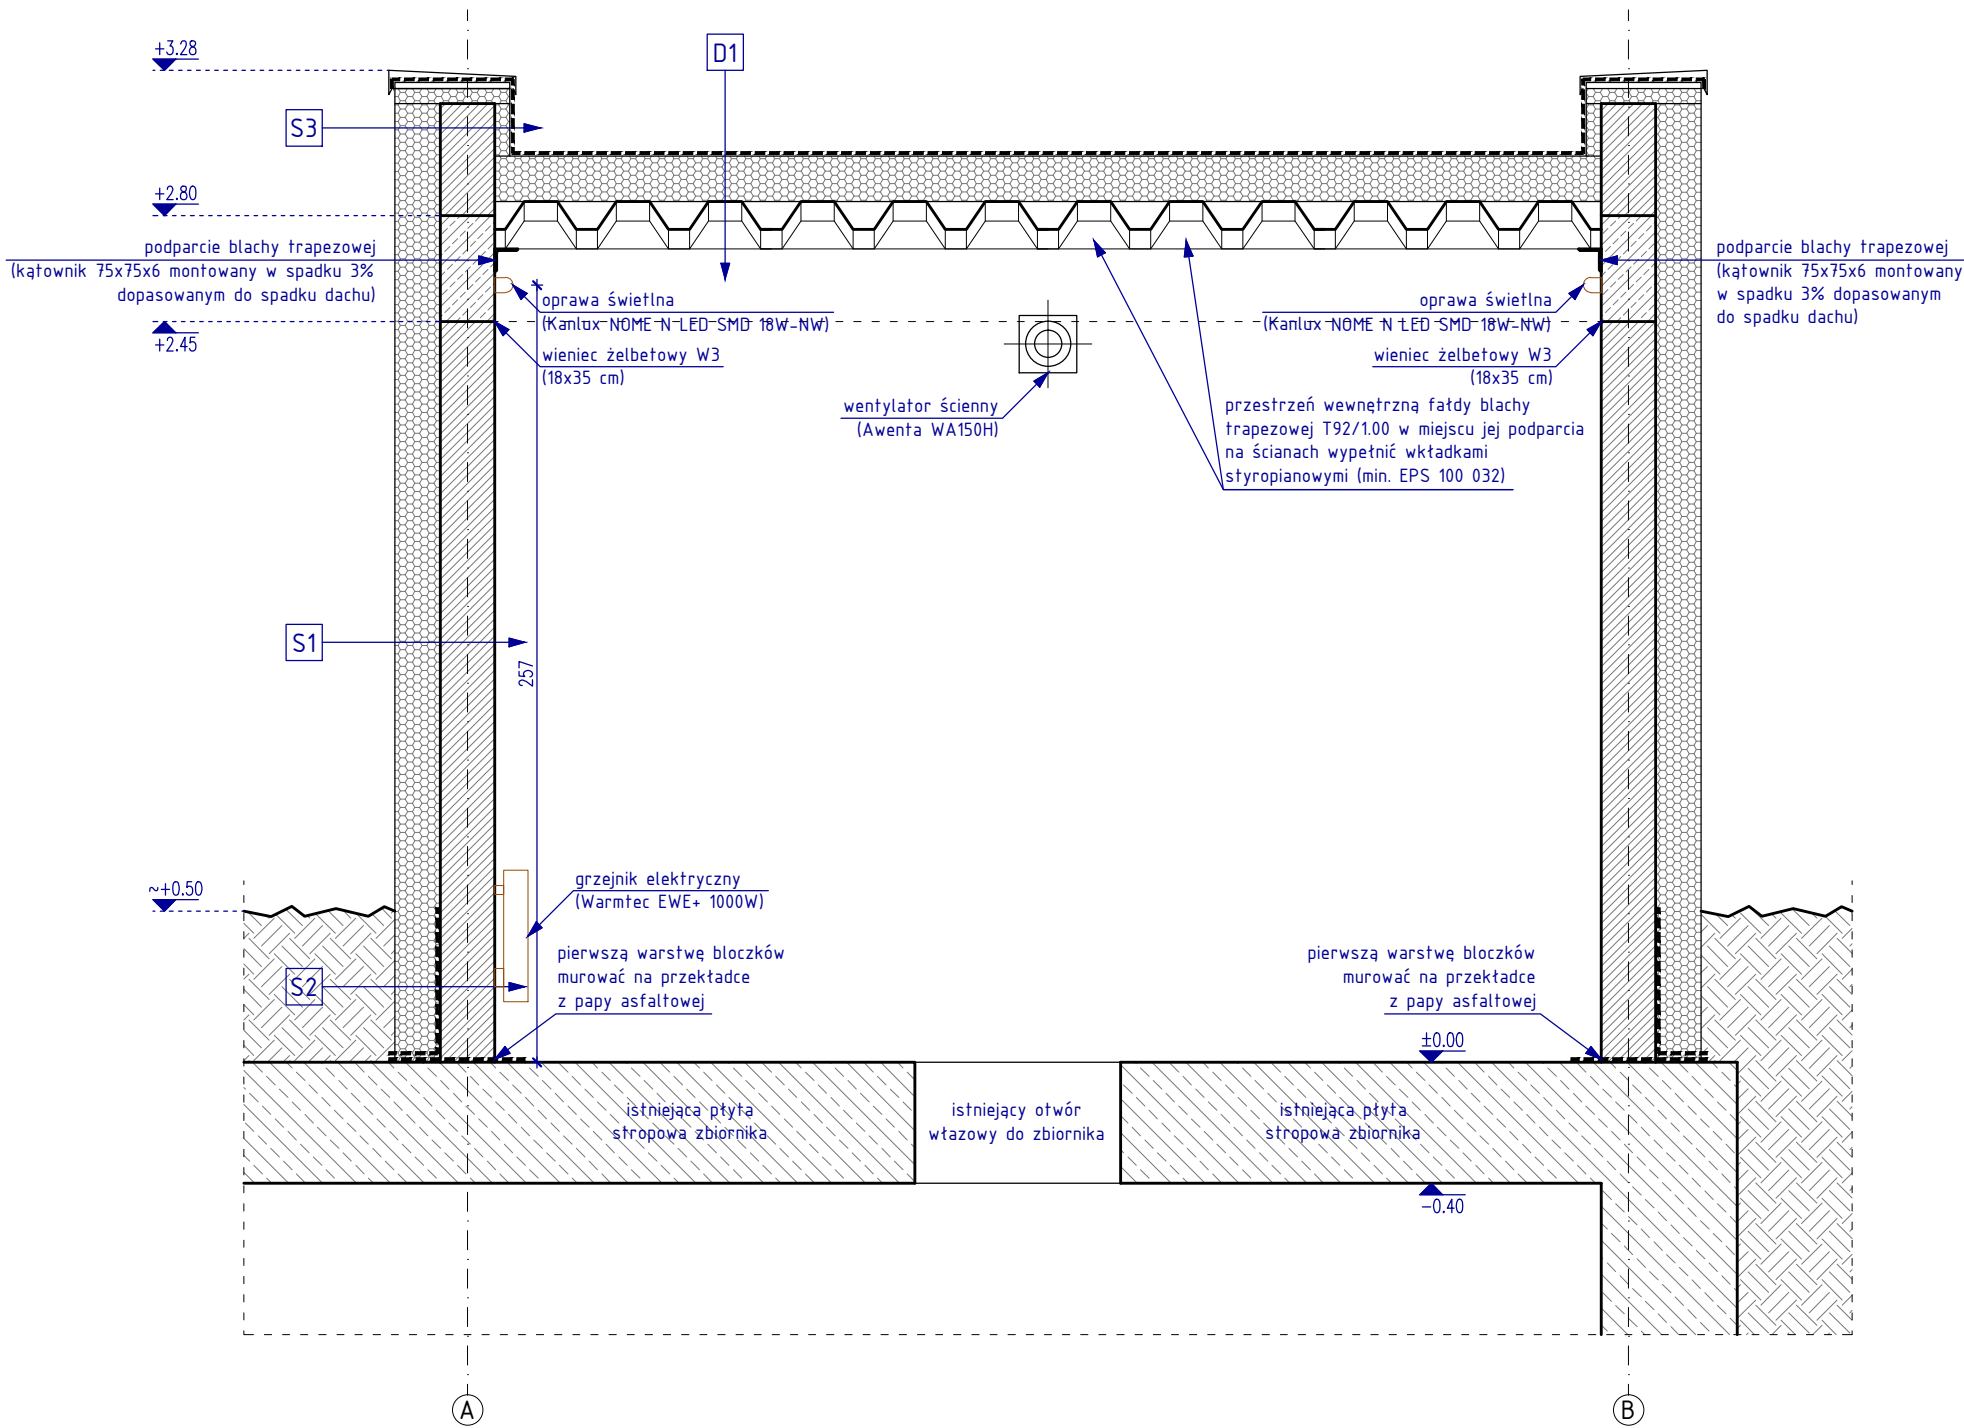 +3.28
D1
S3
+2.80
podparcie blachy trapezowej
(kątownik 75x75x6 montowany w spadku 3%
dopasowanym do spadku dachu)
podparcie blachy trapezowej
(kątownik 75x75x6 montowany
w spadku 3% dopasowanym
do spadku dachu)
oprawa świetlna
(Kanlux NOME N LED SMD 18W-NW)
oprawa świetlna
(Kanlux NOME N LED SMD 18W-NW)
+2.45
wieniec żelbetowy W3
(18x35 cm)
wieniec żelbetowy W3
(18x35 cm)
wentylator ścienny
(Awenta WA150H)
przestrzeń wewnętrzną fałdy blachy
trapezowej T92/1.00 w miejscu jej podparcia
na ścianach wypełnić wkładkami
styropianowymi (min. EPS 100 032)
S1
257
~+0.50
grzejnik elektryczny
(Warmtec EWE+ 1000W)
S2
pierwszą warstwę bloczków
murować na przekładce
z papy asfaltowej
pierwszą warstwę bloczków
murować na przekładce
z papy asfaltowej
±0.00
istniejąca płyta
stropowa zbiornika
istniejący otwór
włazowy do zbiornika
istniejąca płyta
stropowa zbiornika
-0.40
A
B